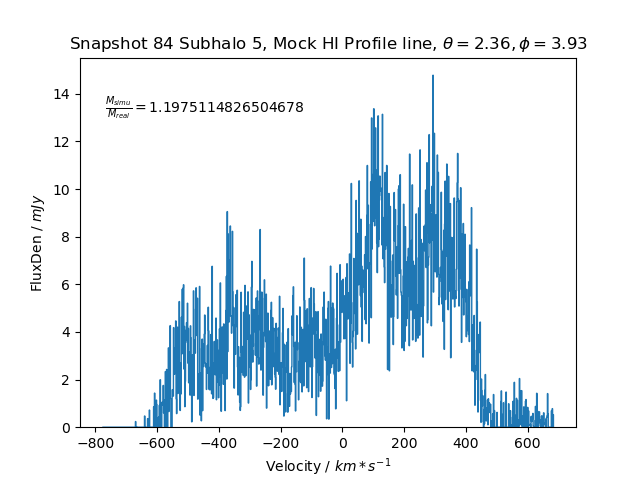 Snapshot 84 Subhalo 5, Mock HI Profile line, θ = 2.36, ϕ = 3.93
M_simu/M_real = 1.1975114826504678
FluxDen / mJy
14
12
10
8
6
4
2
0
−800 −600 −400 −200 0 200 400 600
Velocity / km * s⁻¹